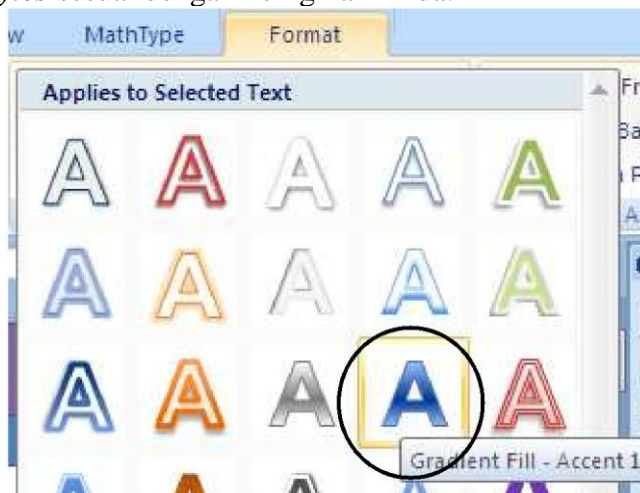 MathType Format
Applies to Selected Text
A A A A A
A A A A A
A A A A A
Gradient Fill - Accent 1